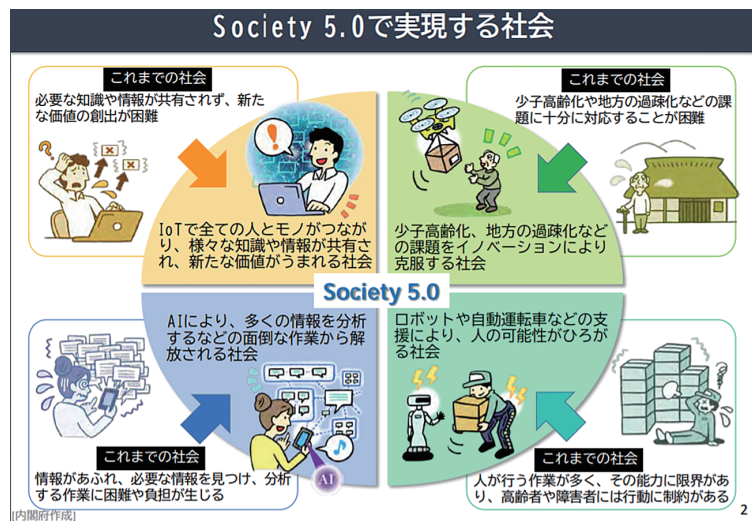 Society 5.0で実現する社会
これまでの社会
必要な知識や情報が共有されず、新た
な価値の創出が困難
IoTで全ての人とモノがつなが
り、様々な知識や情報が共有さ
れ、新たな価値がうまれる社会
これまでの社会
少子高齢化や地方の過疎化などの課
題に十分に対応することが困難
少子高齢化、地方の過疎化など
の課題をイノベーションにより
克服する社会
Society 5.0
AIにより、多くの情報を分析
するなどの面倒な作業から解
放される社会
AI
これまでの社会
情報があふれ、必要な情報を見つけ、分析
する作業に困難や負担が生じる
ロボットや自動運転車などの支
援により、人の可能性がひろが
る社会
これまでの社会
人が行う作業が多く、その能力に限界があ
り、高齢者や障害者には行動に制約がある
[内閣府作成]
2